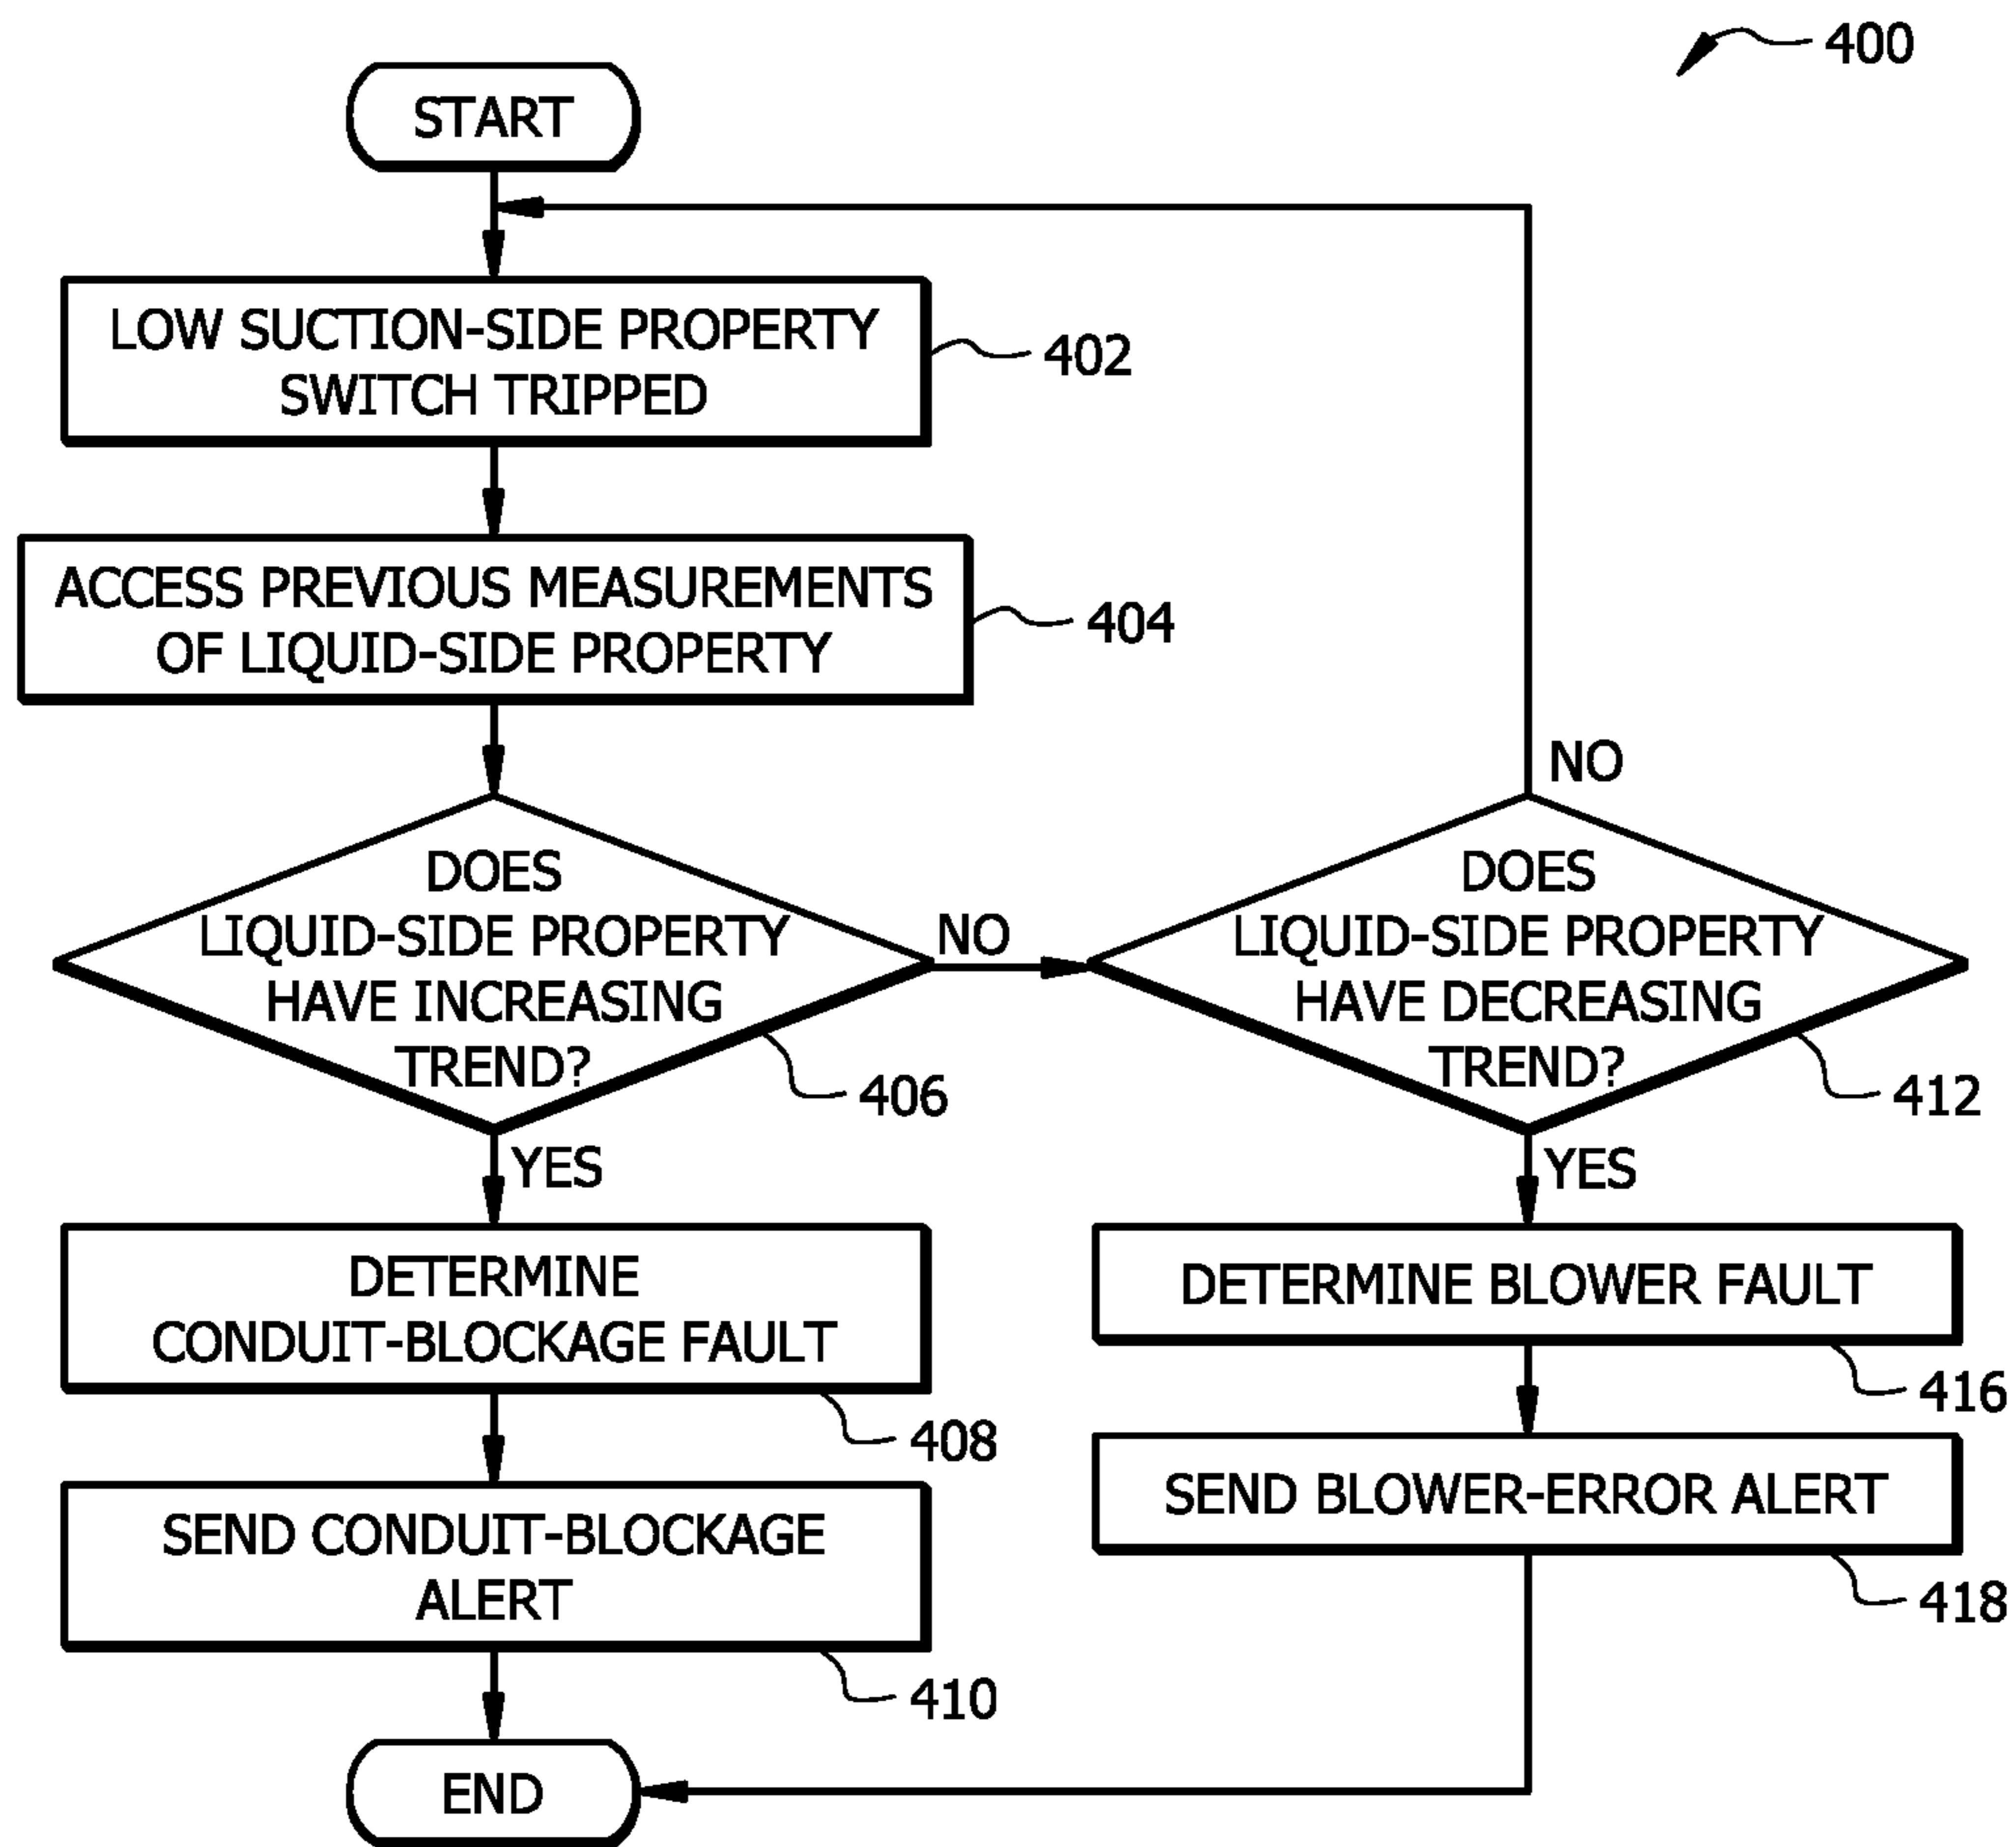 400
START
LOW SUCTION-SIDE PROPERTY
SWITCH TRIPPED
402
ACCESS PREVIOUS MEASUREMENTS
OF LIQUID-SIDE PROPERTY
404
DOES
LIQUID-SIDE PROPERTY
HAVE INCREASING
TREND?
406
NO
YES
DOES
LIQUID-SIDE PROPERTY
HAVE DECREASING
TREND?
412
NO
YES
DETERMINE
CONDUIT-BLOCKAGE FAULT
408
SEND CONDUIT-BLOCKAGE
ALERT
410
DETERMINE BLOWER FAULT
416
SEND BLOWER-ERROR ALERT
418
END